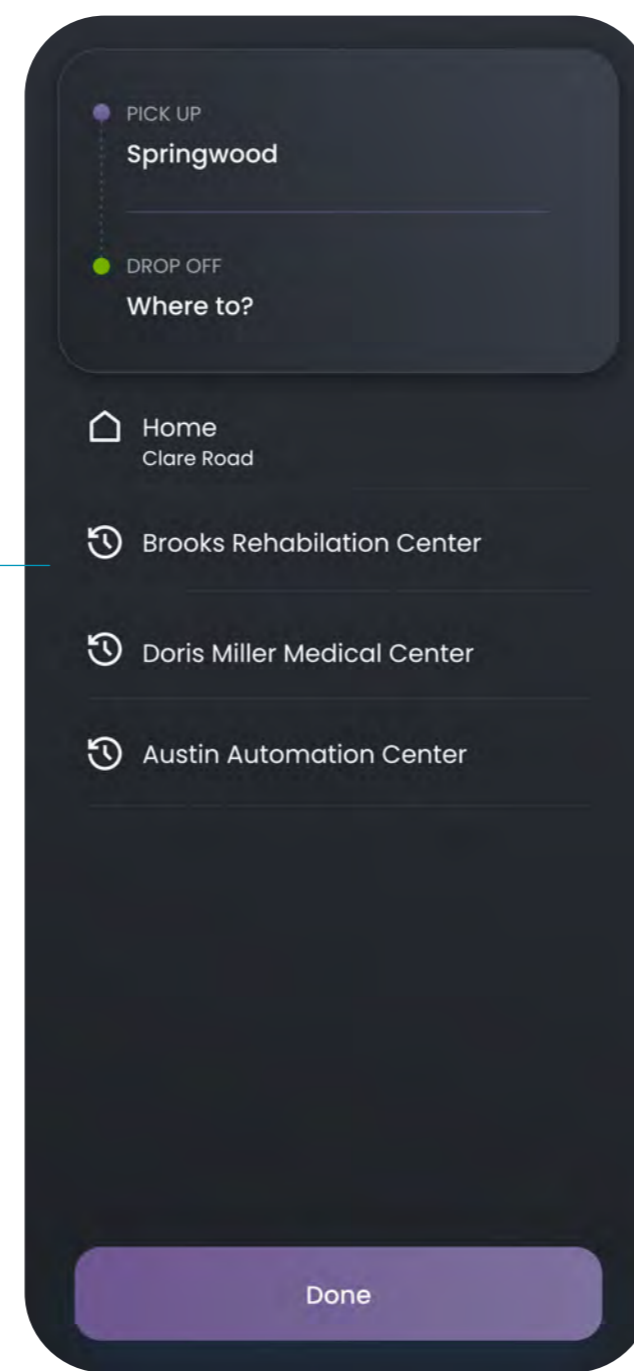 PICK UP
Springwood
DROP OFF
Where to?
Home
Clare Road
Brooks Rehabilation Center
Doris Miller Medical Center
Austin Automation Center
Done